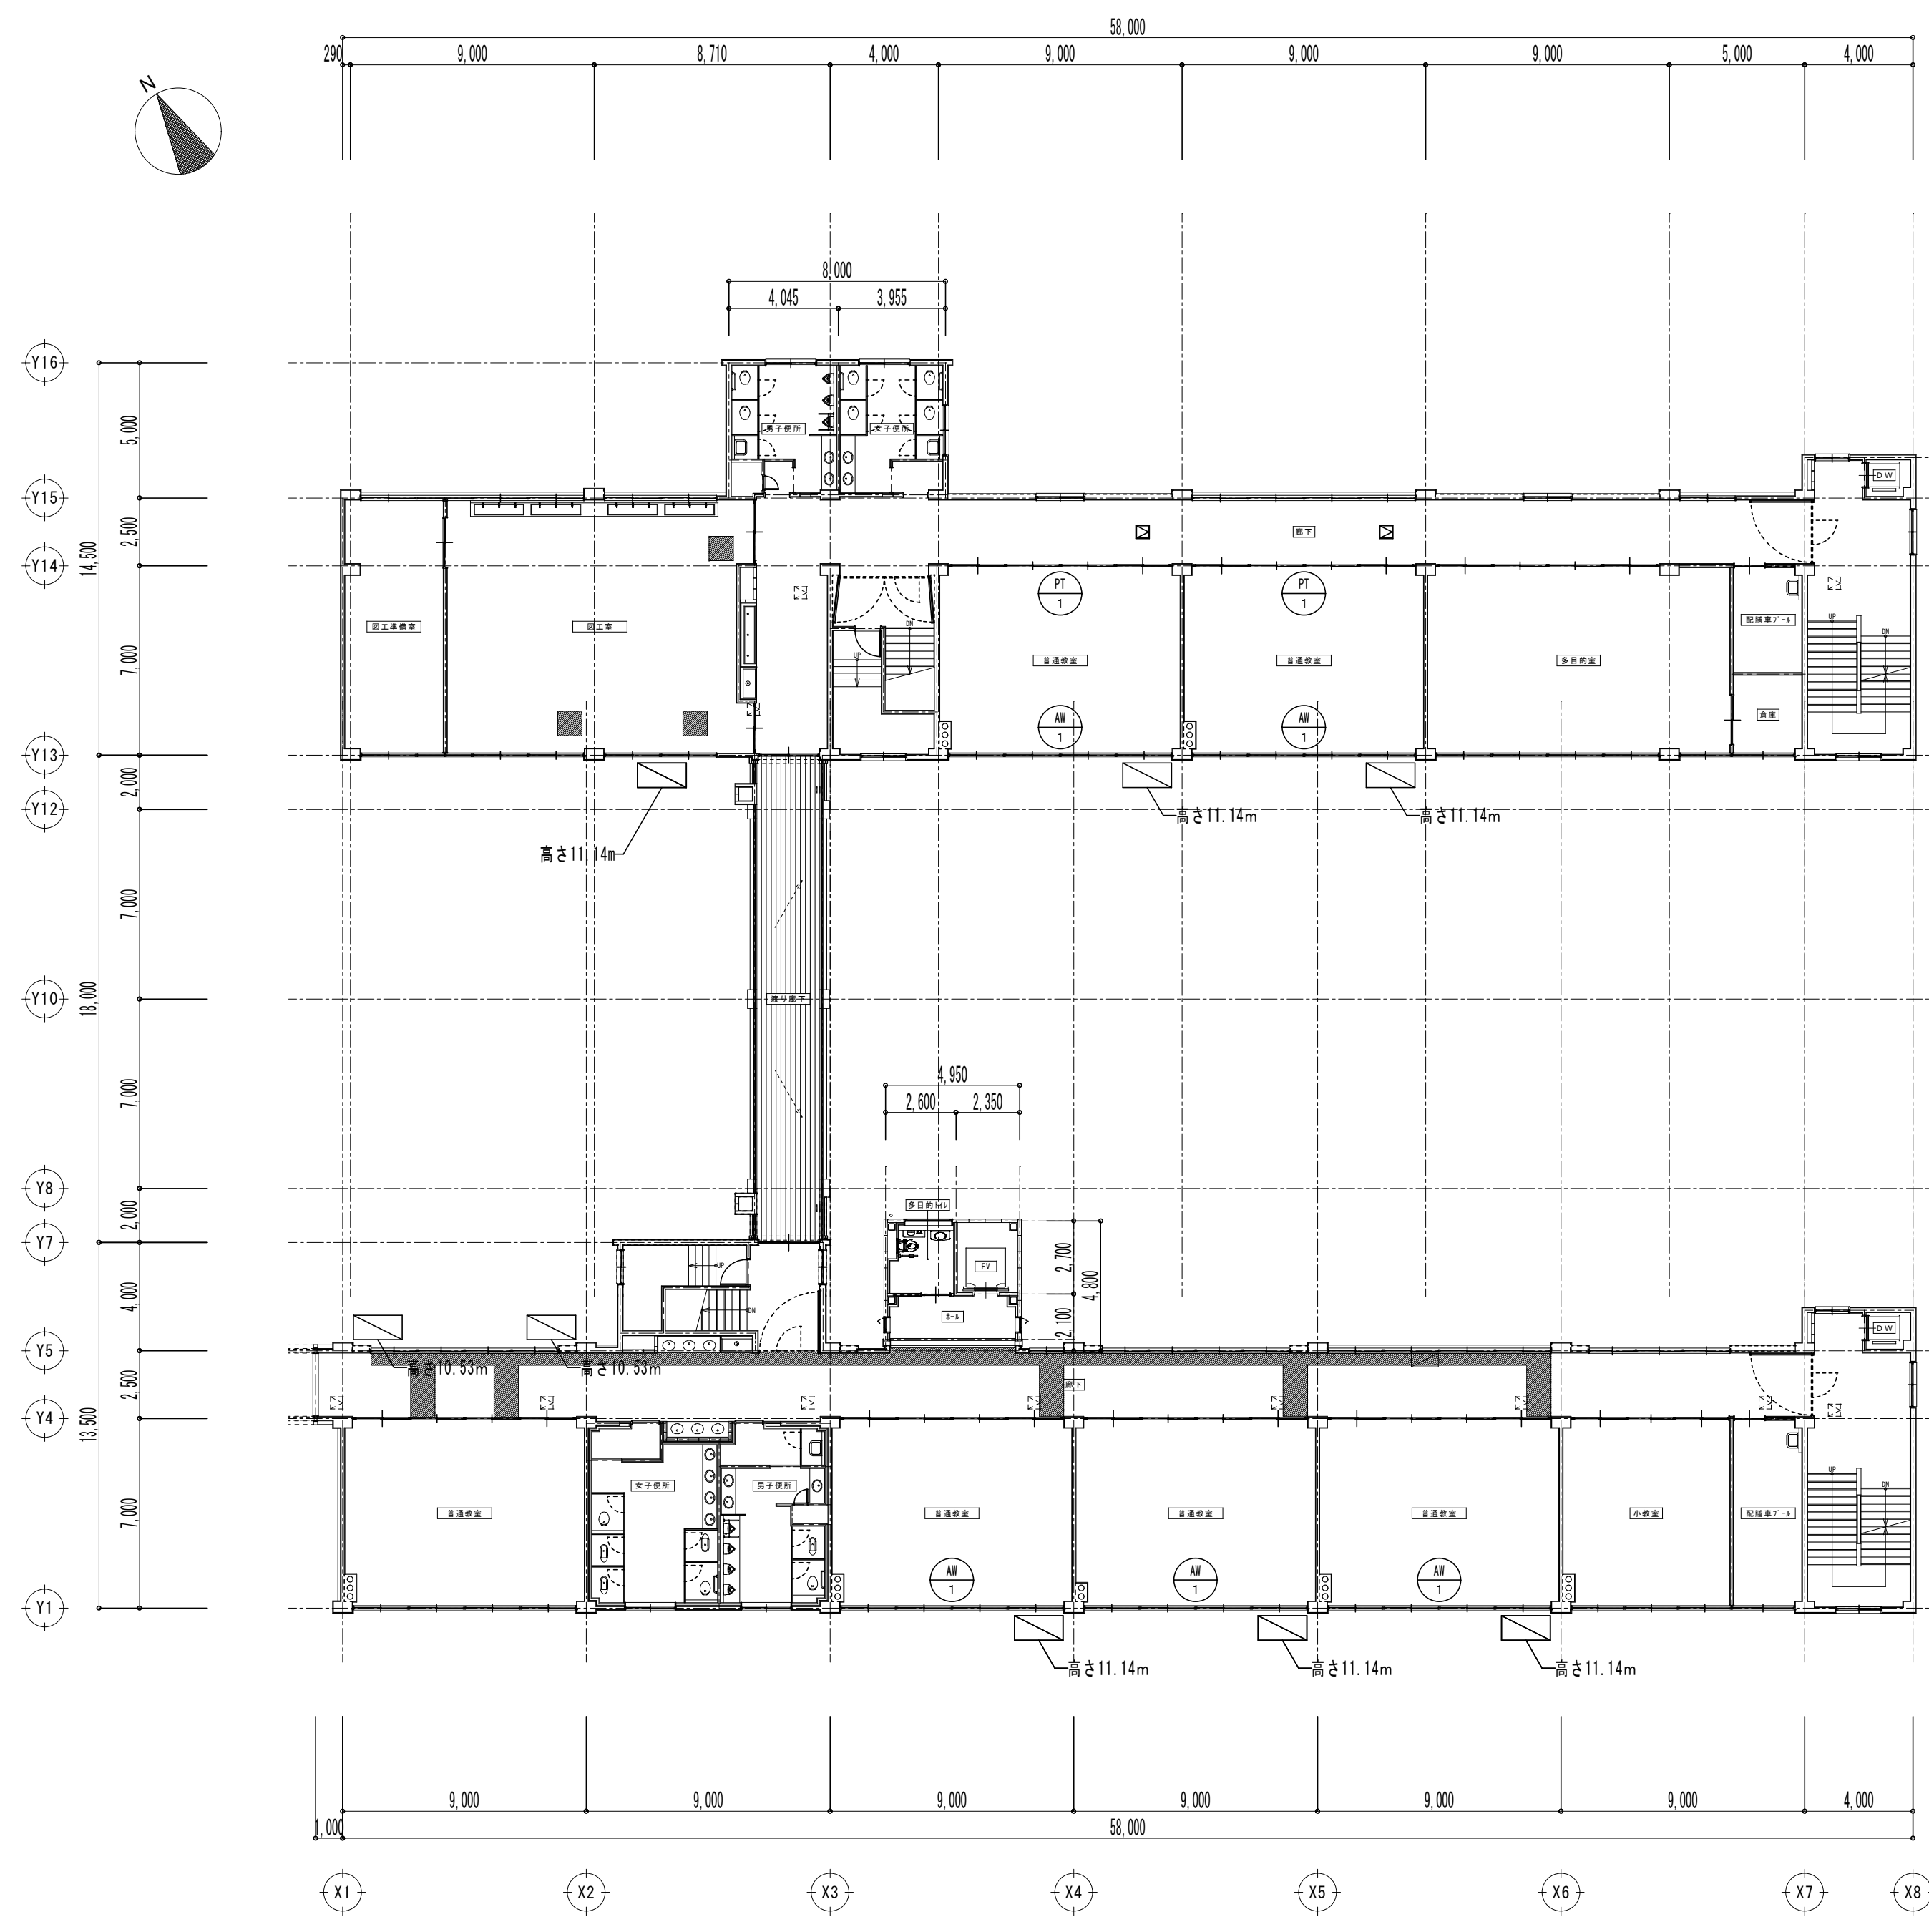 58,000
290
9,000
8,710
4,000
9,000
9,000
9,000
5,000
4,000
N
8,000
4,045
3,955
Y16
5,000
男子便所
女子便所
DW
Y15
2,500
14,500
廊下
Y14
PT
1
PT
1
UP
DN
配膳車プール
図工準備室
図工室
UP
DN
7,000
普通教室
普通教室
多目的室
AW
1
AW
1
倉庫
Y13
2,000
Y12
高さ11.14m
高さ11.14m
高さ11.14m
7,000
18,000
Y10
渡り廊下
7,000
4,950
2,600
2,350
Y8
2,000
多目的トイレ
Y7
2,700
4,800
EV
UP
DN
4,000
ホール
2,100
DW
Y5
高さ10.53m
高さ10.53m
2,500
廊下
Y4
13,500
女子便所
男子便所
UP
DN
7,000
普通教室
普通教室
普通教室
普通教室
小教室
配膳車プール
AW
1
AW
1
AW
1
Y1
高さ11.14m
高さ11.14m
高さ11.14m
9,000
9,000
9,000
9,000
9,000
9,000
4,000
1,000
58,000
X1
X2
X3
X4
X5
X6
X7
X8